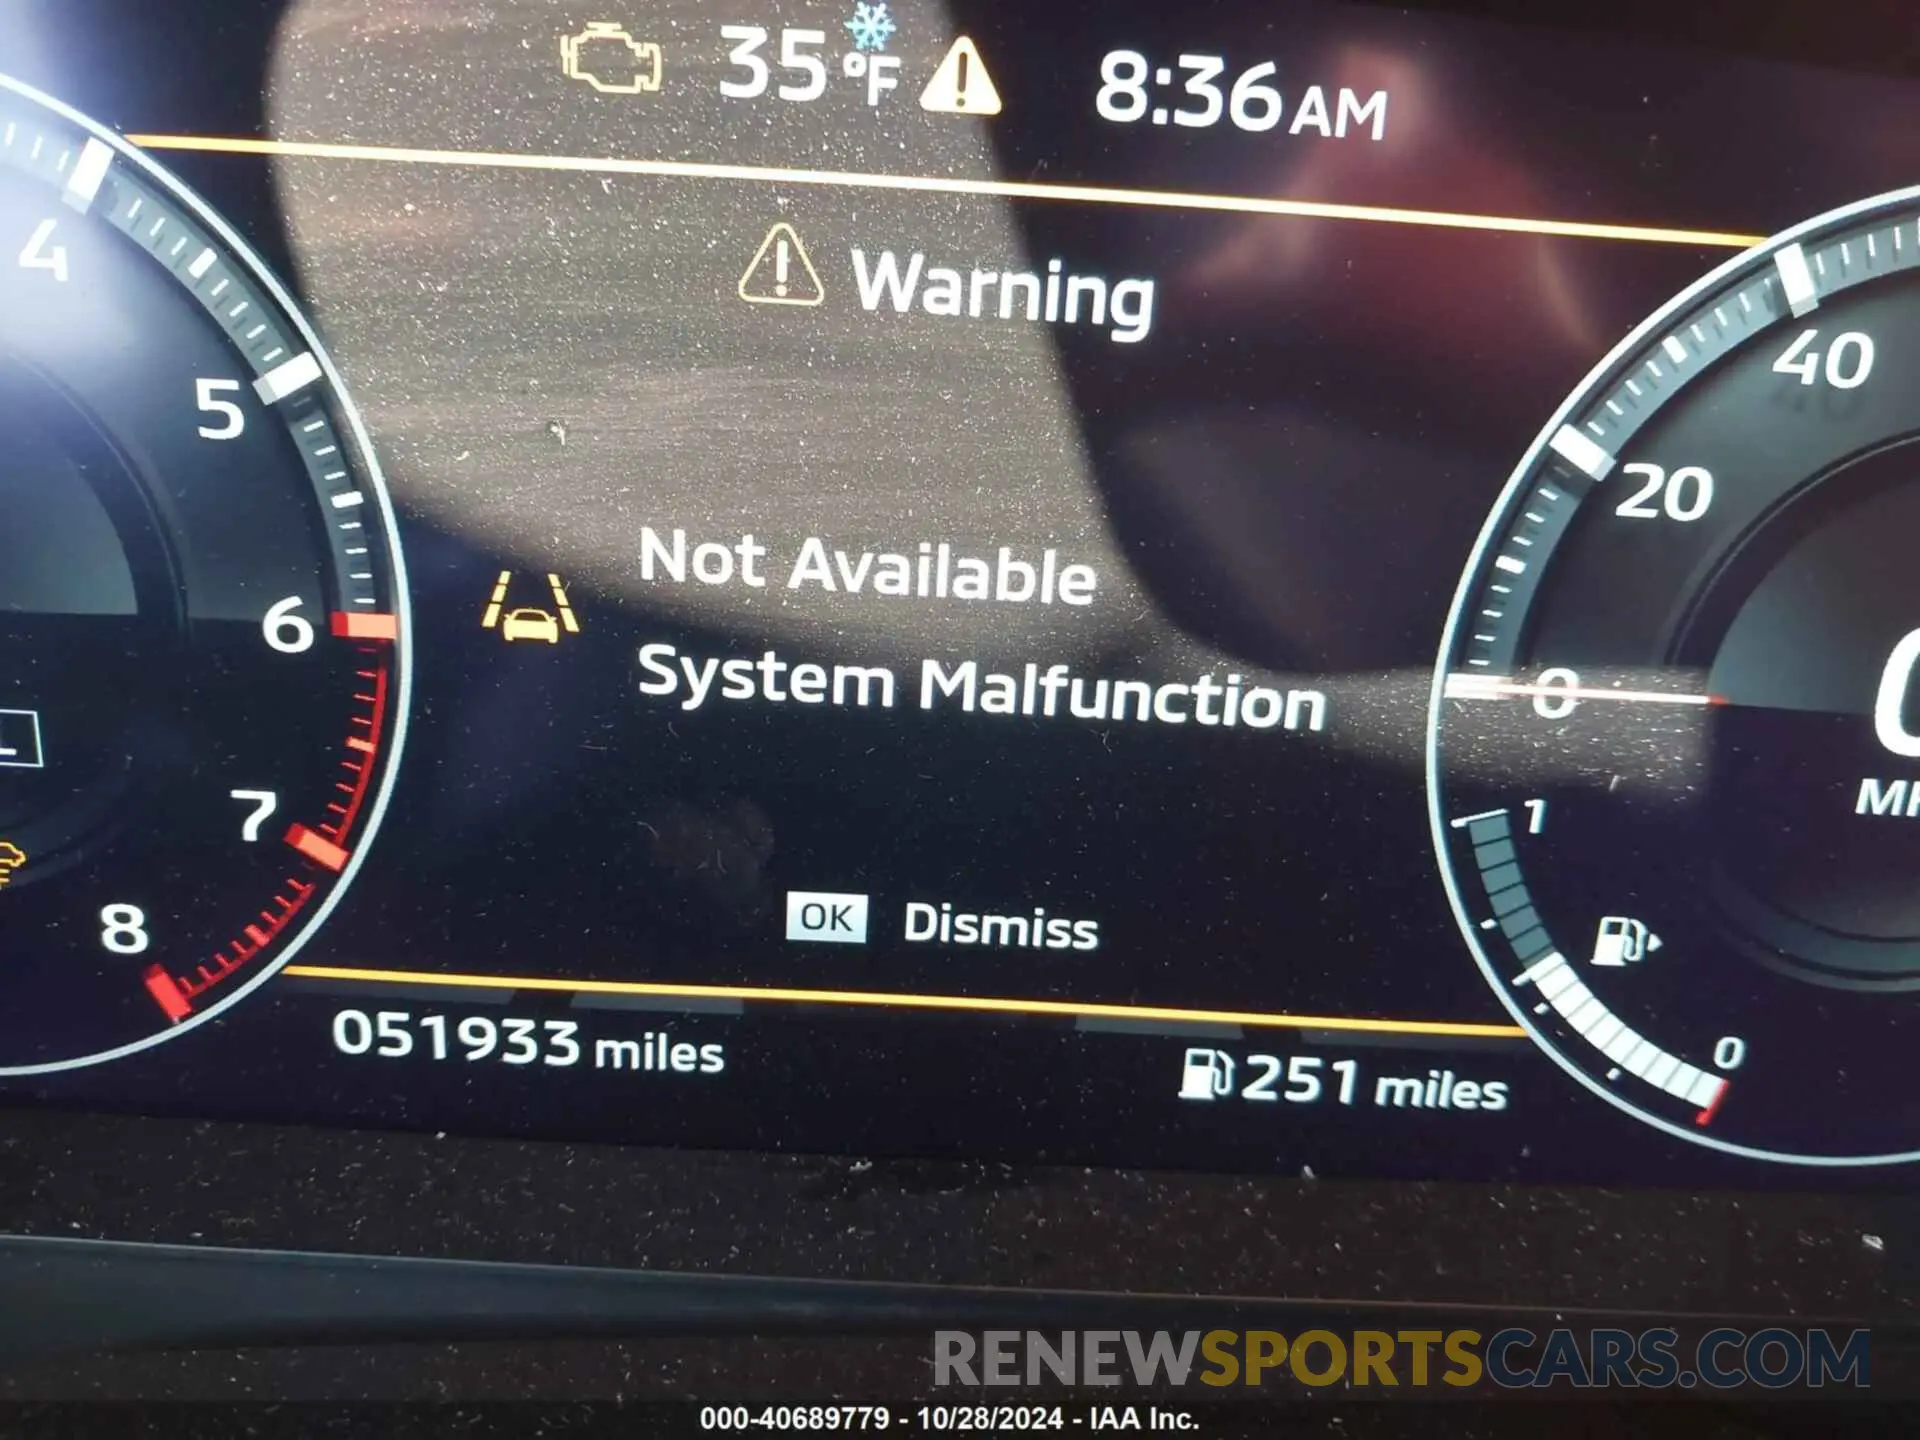 35 °F
8:36 AM
Warning
4
5
6
7
8
Not Available
System Malfunction
OK Dismiss
40
20
0
1
0
051933 miles
251 miles
RENEWSPORTSCARS.COM
000-40689779 - 10/28/2024 - IAA Inc.